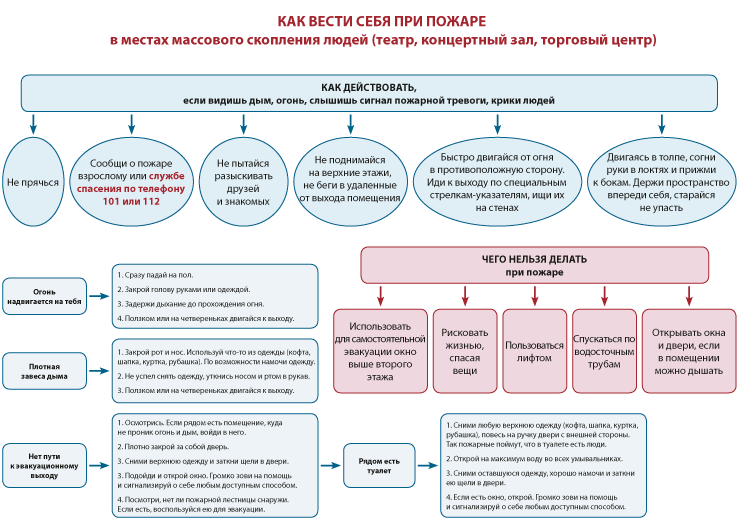 КАК ВЕСТИ СЕБЯ ПРИ ПОЖАРЕ
в местах массового скопления людей (театр, концертный зал, торговый центр)
КАК ДЕЙСТВОВАТЬ,
если видишь дым, огонь, слышишь сигнал пожарной тревоги, крики людей
Не прячься
Сообщи о пожаре
взрослому или службе
спасения по телефону
101 или 112
Не пытайся
разыскивать
друзей
и знакомых
Не поднимайся
на верхние этажи,
не беги в удаленные
от выхода помещения
Быстро двигайся от огня
в противоположную сторону.
Иди к выходу по специальным
стрелкам-указателям, ищи их
на стенах
Двигаясь в толпе, согни
руки в локтях и прижми
к бокам. Держи пространство
впереди себя, старайся
не упасть
ЧЕГО НЕЛЬЗЯ ДЕЛАТЬ
при пожаре
Использовать
для самостоятельной
эвакуации окно
выше второго
этажа
Рисковать
жизнью,
спасая
вещи
Пользоваться
лифтом
Спускаться по
водосточным
трубам
Открывать окна
и двери, если
в помещении
можно дышать
Огонь
надвигается на тебя
1. Сразу падай на пол.
2. Закрой голову руками или одеждой.
3. Задержи дыхание до прохождения огня.
4. Ползком или на четвереньках двигайся к выходу.
Плотная
завеса дыма
1. Закрой рот и нос. Используй что-то из одежды (кофта,
шапка, куртка, рубашка). По возможности намочи одежду.
2. Не успел снять одежду, уткнись носом и ртом в рукав.
3. Ползком или на четвереньках двигайся к выходу.
Нет пути
к эвакуационному
выходу
1. Осмотрись. Если рядом есть помещение, куда
не проник огонь и дым, войди в него.
2. Плотно закрой за собой дверь.
3. Сними верхнюю одежду и заткни щели в двери.
3. Подойди и открой окно. Громко зови на помощь
и сигнализируй о себе любым доступным способом.
4. Посмотри, нет ли пожарной лестницы снаружи.
Если есть, воспользуйся ею для эвакуации.
Рядом есть
туалет
1. Сними любую верхнюю одежду (кофта, шапка, куртка,
рубашка), повесь на ручку двери с внешней стороны.
Так пожарные поймут, что в туалете есть люди.
2. Открой на максимум воду во всех умывальниках.
3. Сними оставшуюся одежду, хорошо намочи и заткни
ею щели в двери.
4. Если есть окно, открой. Громко зови на помощь
и сигнализируй о себе любым доступным способом.